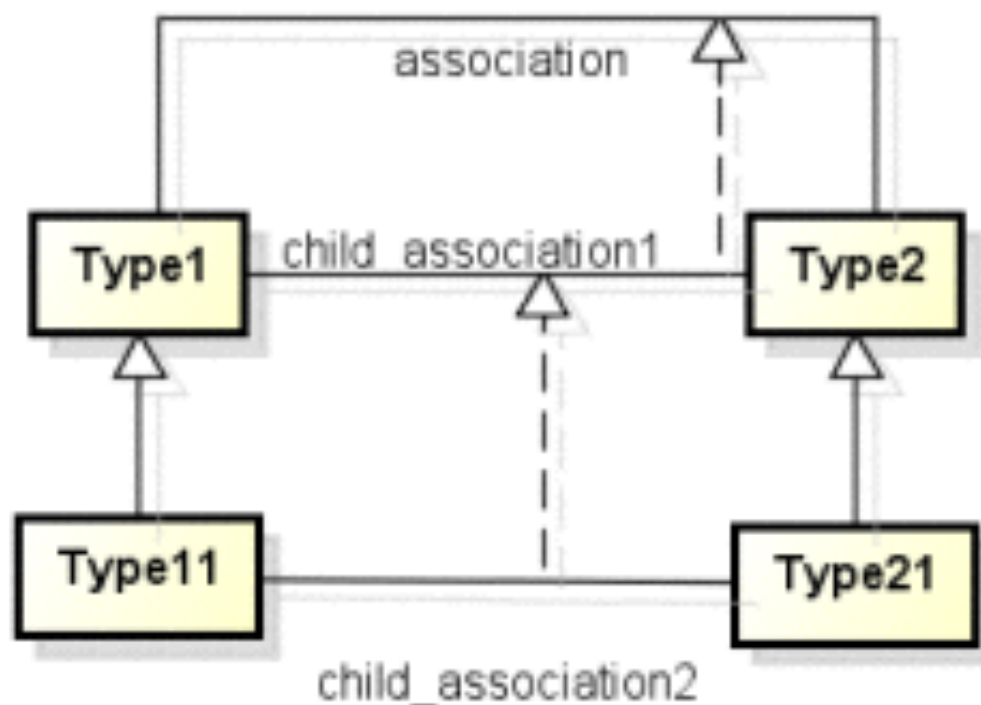 association
Type1
child_association1
Type2
Type11
Type21
child_association2